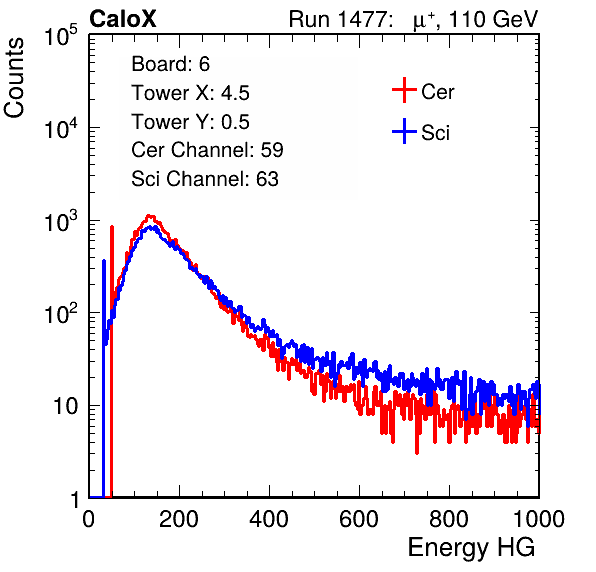 CaloX Run 1477: μ⁺, 110 GeV
Counts
10⁵
10⁴
10³
10²
10
1
Board: 6
Tower X: 4.5
Tower Y: 0.5
Cer Channel: 59
Sci Channel: 63
Cer
Sci
0 200 400 600 800 1000
Energy HG